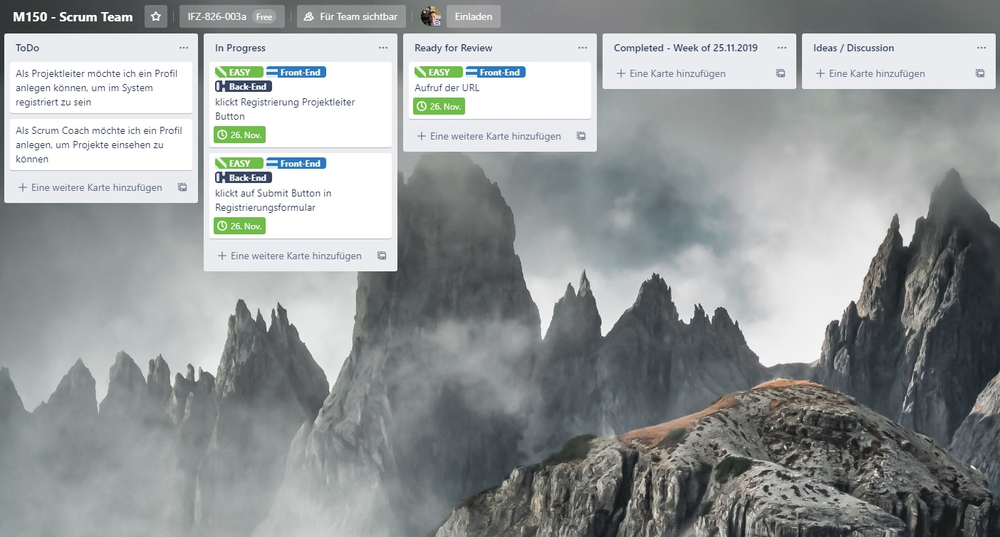 M150 - Scrum Team
IFZ-826-003a Free
Für Team sichtbar
Einladen
ToDo
Als Projektleiter möchte ich ein Profil
anlegen können, um im System
registriert zu sein
Als Scrum Coach möchte ich ein Profil
anlegen, um Projekte einsehen zu
können
Eine weitere Karte hinzufügen
In Progress
EASY Front-End
Back-End
klickt Registrierung Projektleiter
Button
26. Nov.
EASY Front-End
Back-End
klickt auf Submit Button in
Registrierungsformular
26. Nov.
Eine weitere Karte hinzufügen
Ready for Review
EASY Front-End
Aufruf der URL
26. Nov.
Eine weitere Karte hinzufügen
Completed - Week of 25.11.2019
Eine Karte hinzufügen
Ideas / Discussion
Eine Karte hinzufügen